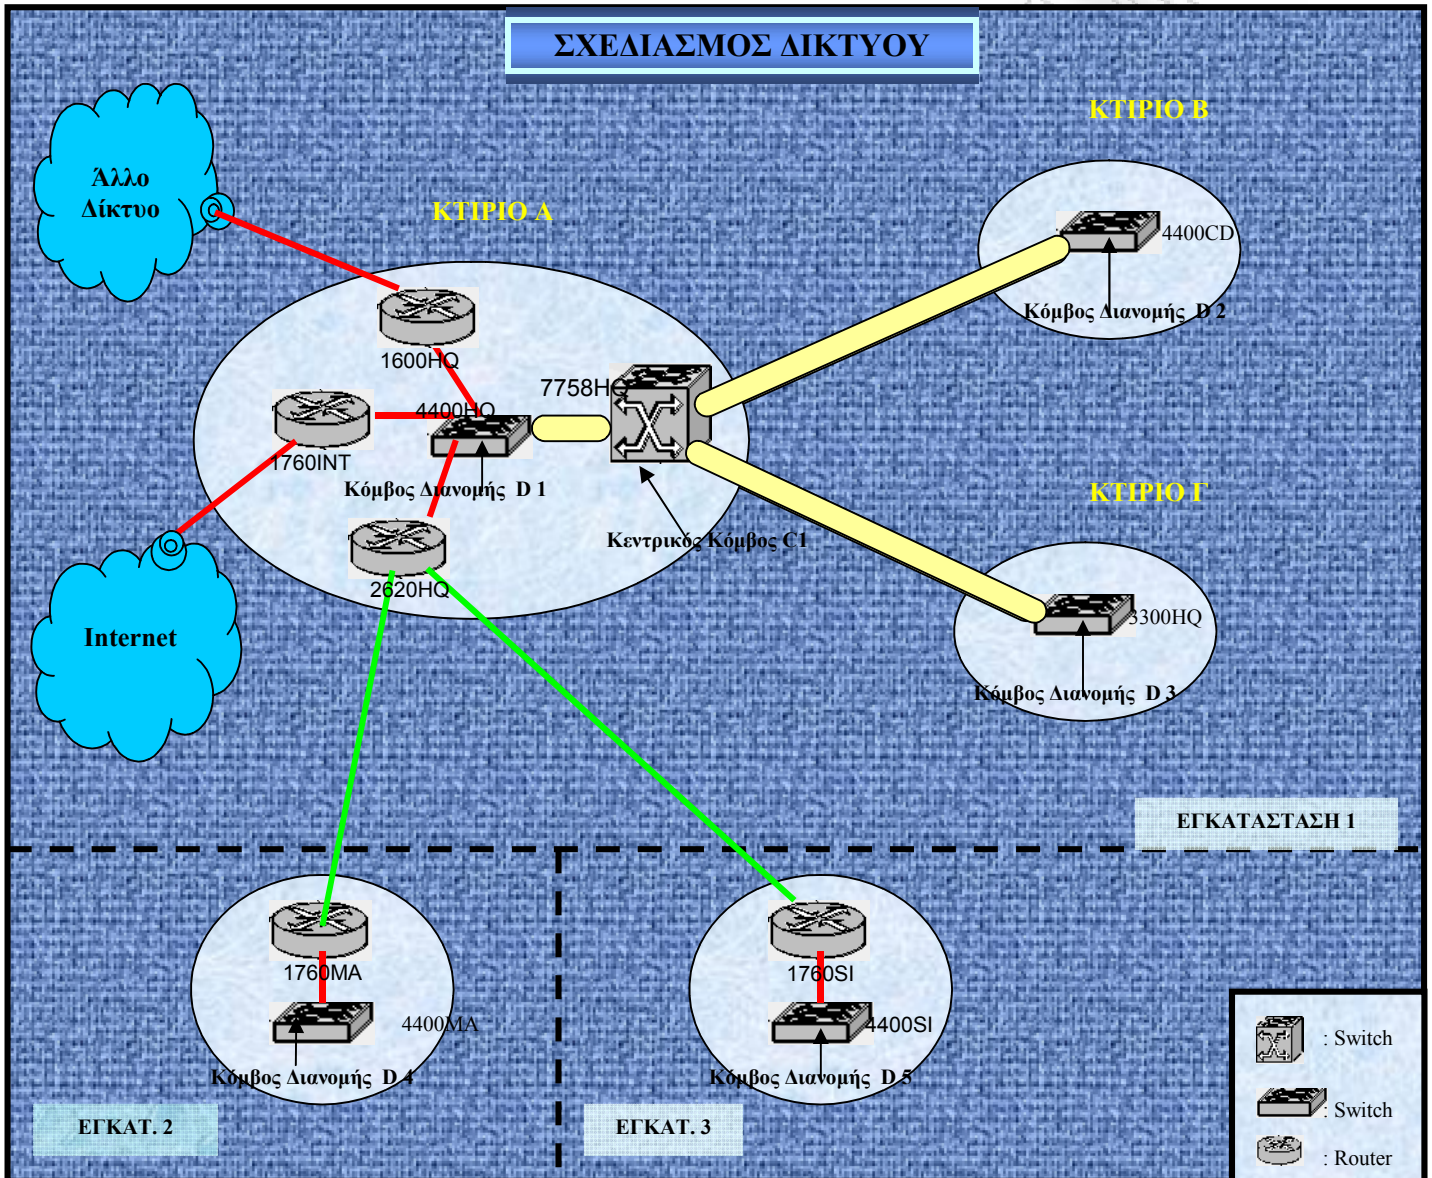 ΣΧΕΔΙΑΣΜΟΣ ΔΙΚΤΥΟΥ
ΚΤΙΡΙΟ Β
Άλλο
Δίκτυο
ΚΤΙΡΙΟ Α
4400CD
Κόμβος Διανομής D 2
1600HQ
7758HQ
4400HQ
1760INT
Κόμβος Διανομής D 1
ΚΤΙΡΙΟ Γ
Κεντρικός Κόμβος C1
2620HQ
Internet
3300HQ
Κόμβος Διανομής D 3
ΕΓΚΑΤΑΣΤΑΣΗ 1
1760MA
4400MA
Κόμβος Διανομής D 4
ΕΓΚΑΤ. 2
1760SI
4400SI
Κόμβος Διανομής D 5
ΕΓΚΑΤ. 3
: Switch
: Switch
: Router